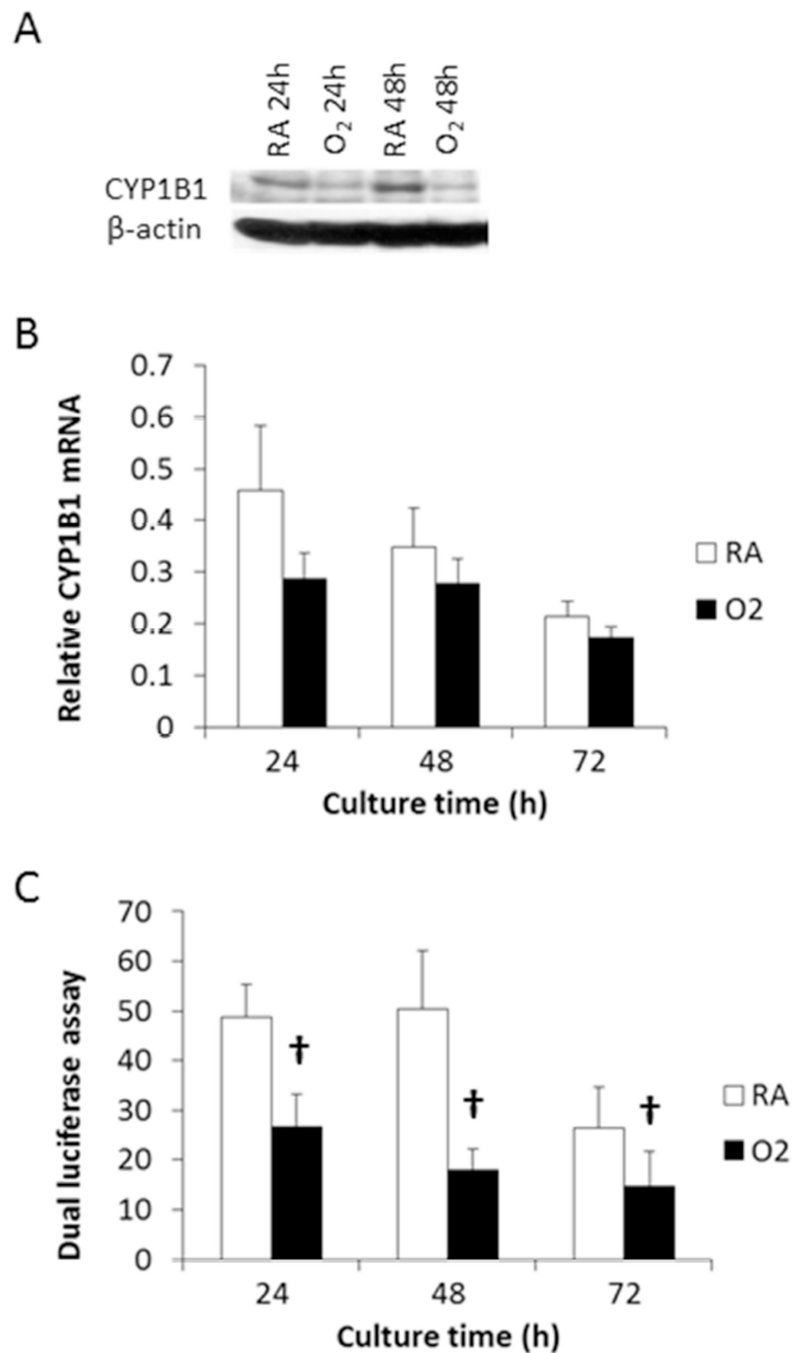 A
RA 24h
O₂ 24h
RA 48h
O₂ 48h
CYP1B1
β-actin
B
Relative CYP1B1 mRNA
0.7
0.6
0.5
0.4
0.3
0.2
0.1
0
24 48 72
Culture time (h)
RA
O2
C
Dual luciferase assay
70
60
50
40
30
20
10
0
†
†
†
24 48 72
Culture time (h)
RA
O2